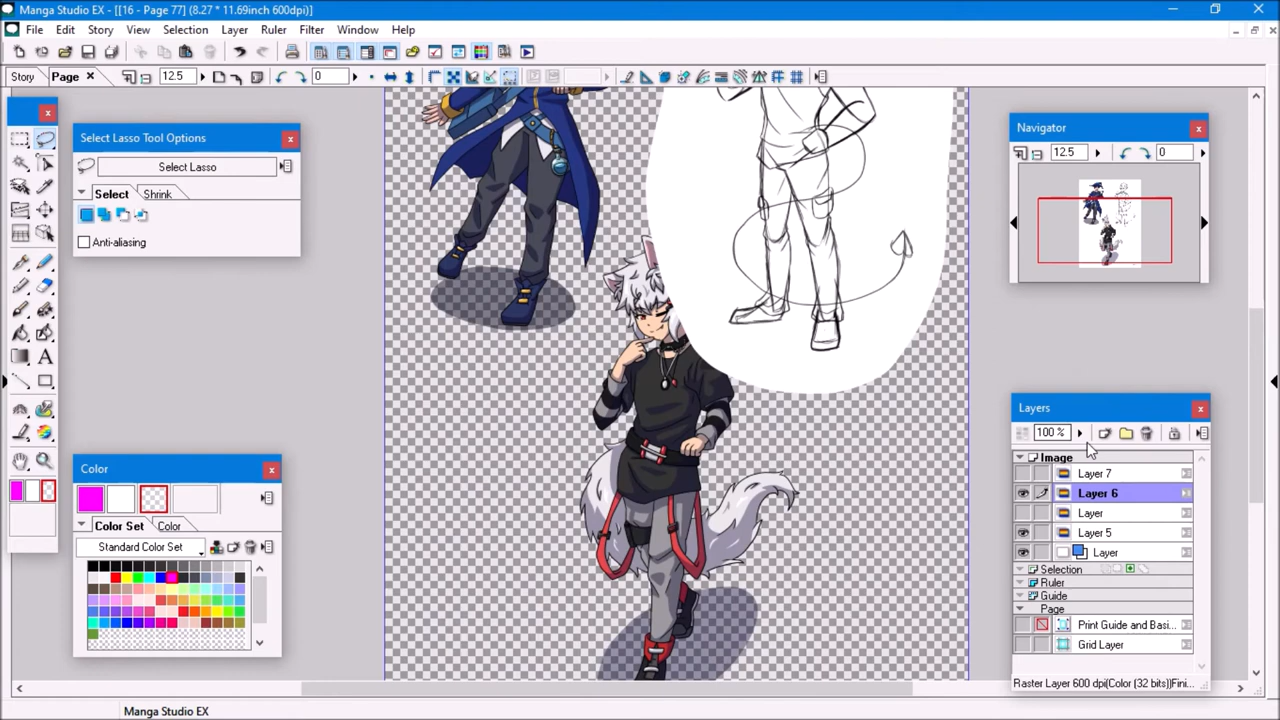 Manga Studio EX - [[16 - Page 77] (8.27 * 11.69inch 600dpi)]
File Edit Story View Selection Layer Ruler Filter Window Help
Story Page 12.5 0
Select Lasso Tool Options
Select Lasso
Select Shrink
Anti-aliasing
Navigator
12.5 0
Color
Color Set Color
Standard Color Set
Layers
100 %
Image
Layer 7
Layer 6
Layer
Layer 5
Layer
Selection
Ruler
Guide
Page
Print Guide and Basi...
Grid Layer
Raster Layer 600 dpi(Color (32 bits))Fini...
Manga Studio EX